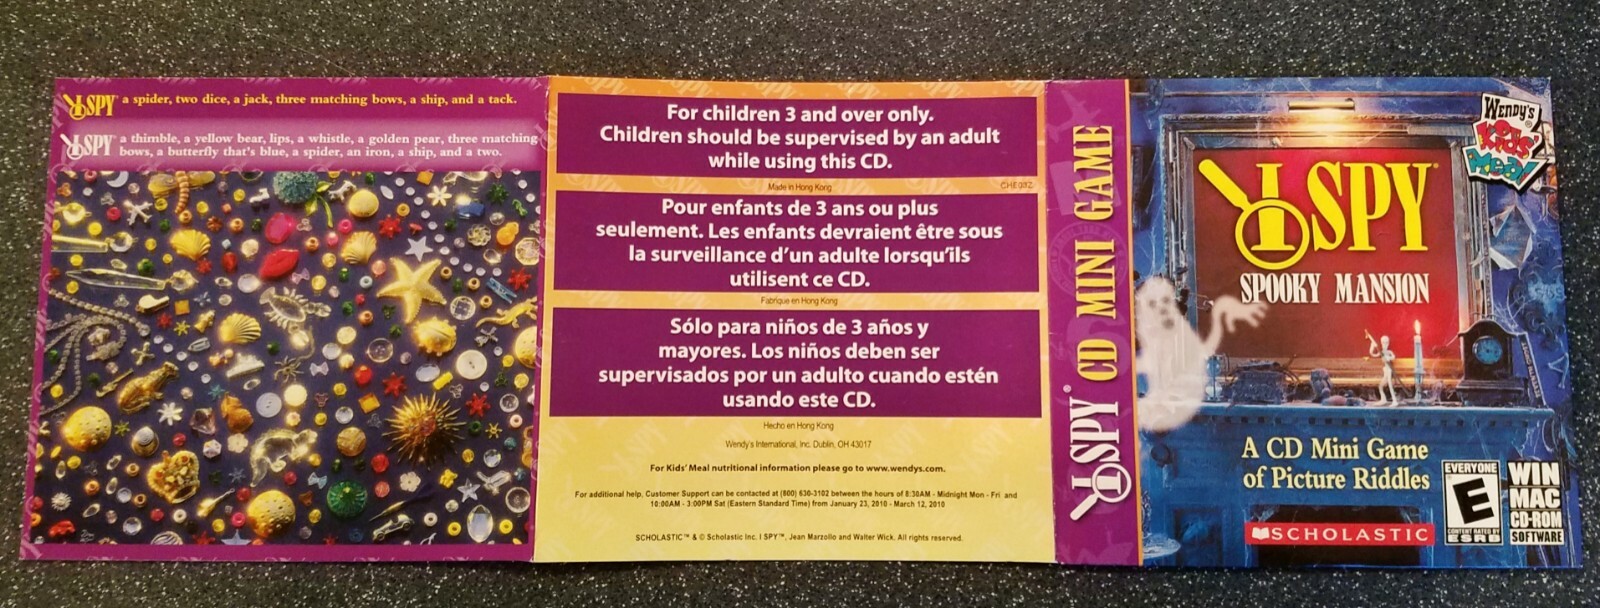 I SPY® a spider, two dice, a jack, three matching bows, a ship, and a tack.
I SPY® a thimble, a yellow bear, lips, a whistle, a golden pear, three matching
bows, a butterfly that's blue, a spider, an iron, a ship, and a two.
For children 3 and over only.
Children should be supervised by an adult
while using this CD.
Made in Hong Kong
Pour enfants de 3 ans ou plus
seulement. Les enfants devraient être sous
la surveillance d'un adulte lorsqu'ils
utilisent ce CD.
Fabriqué en Hong Kong
Sólo para niños de 3 años y
mayores. Los niños deben ser
supervisados por un adulto cuando estén
usando este CD.
Hecho en Hong Kong
Wendy's International, Inc. Dublin, OH 43017
For Kids' Meal nutritional information please go to www.wendys.com.
For additional help, Customer Support can be contacted at (800) 630-3102 between the hours of 8:30AM - Midnight Mon - Fri and
10:00AM - 3:00PM Sat (Eastern Standard Time) from January 23, 2010 - March 12, 2010
SCHOLASTIC™ & © Scholastic Inc. I SPY™, Jean Marzollo and Walter Wick. All rights reserved.
I SPY® CD MINI GAME
WENDY'S®
Kids'
Meal
I SPY®
SPOOKY MANSION
A CD Mini Game
of Picture Riddles
SCHOLASTIC
EVERYONE
E
CONTENT RATED BY
ESRB
WIN
MAC
CD-ROM
SOFTWARE